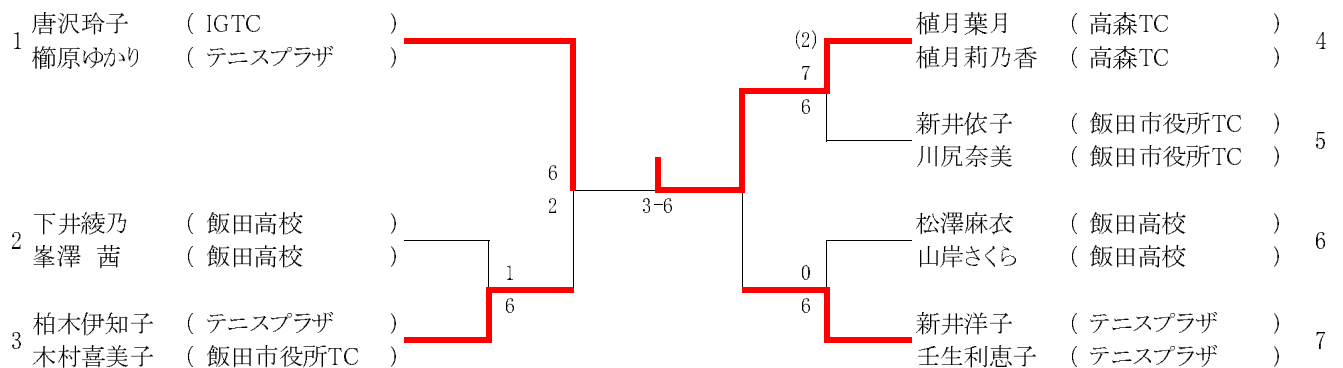 1 唐沢玲子 ( IGTC )
櫛原ゆかり ( テニスプラザ )
2 下井綾乃 ( 飯田高校 )
峯澤 茜 ( 飯田高校 )
3 柏木伊知子 ( テニスプラザ )
木村喜美子 ( 飯田市役所TC )
1
6
6
2
3-6
(2)
7
6
0
6
植月葉月 ( 高森TC ) 4
植月莉乃香 ( 高森TC )
新井依子 ( 飯田市役所TC ) 5
川尻奈美 ( 飯田市役所TC )
松澤麻衣 ( 飯田高校 ) 6
山岸さくら ( 飯田高校 )
新井洋子 ( テニスプラザ ) 7
壬生利恵子 ( テニスプラザ )